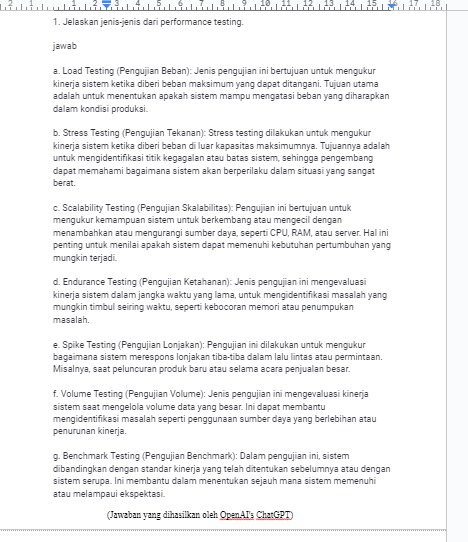 2 1 1 2 3 4 5 6 7 8 9 10 11 12 13 14 15 16 17 18
1. Jelaskan jenis-jenis dari performance testing.
jawab
a. Load Testing (Pengujian Beban): Jenis pengujian ini bertujuan untuk mengukur
kinerja sistem ketika diberi beban maksimum yang dapat ditangani. Tujuan utama
adalah untuk menentukan apakah sistem mampu mengatasi beban yang diharapkan
dalam kondisi produksi.
b. Stress Testing (Pengujian Tekanan): Stress testing dilakukan untuk mengukur
kinerja sistem ketika diberi beban di luar kapasitas maksimumnya. Tujuannya adalah
untuk mengidentifikasi titik kegagalan atau batas sistem, sehingga pengembang
dapat memahami bagaimana sistem akan berperilaku dalam situasi yang sangat
berat.
c. Scalability Testing (Pengujian Skalabilitas): Pengujian ini bertujuan untuk
mengukur kemampuan sistem untuk berkembang atau mengecil dengan
menambahkan atau mengurangi sumber daya, seperti CPU, RAM, atau server. Hal ini
penting untuk menilai apakah sistem dapat memenuhi kebutuhan pertumbuhan yang
mungkin terjadi.
d. Endurance Testing (Pengujian Ketahanan): Jenis pengujian ini mengevaluasi
kinerja sistem dalam jangka waktu yang lama, untuk mengidentifikasi masalah yang
mungkin timbul seiring waktu, seperti kebocoran memori atau penumpukan
masalah.
e. Spike Testing (Pengujian Lonjakan): Pengujian ini dilakukan untuk mengukur
bagaimana sistem merespons lonjakan tiba-tiba dalam lalu lintas atau permintaan.
Misalnya, saat peluncuran produk baru atau selama acara penjualan besar.
f. Volume Testing (Pengujian Volume): Jenis pengujian ini mengevaluasi kinerja
sistem saat mengelola volume data yang besar. Ini dapat membantu
mengidentifikasi masalah seperti penggunaan sumber daya yang berlebihan atau
penurunan kinerja.
g. Benchmark Testing (Pengujian Benchmark): Dalam pengujian ini, sistem
dibandingkan dengan standar kinerja yang telah ditentukan sebelumnya atau dengan
sistem serupa. Ini membantu dalam menentukan sejauh mana sistem memenuhi
atau melampaui ekspektasi.
(Jawaban yang dihasilkan oleh OpenAI's ChatGPT)